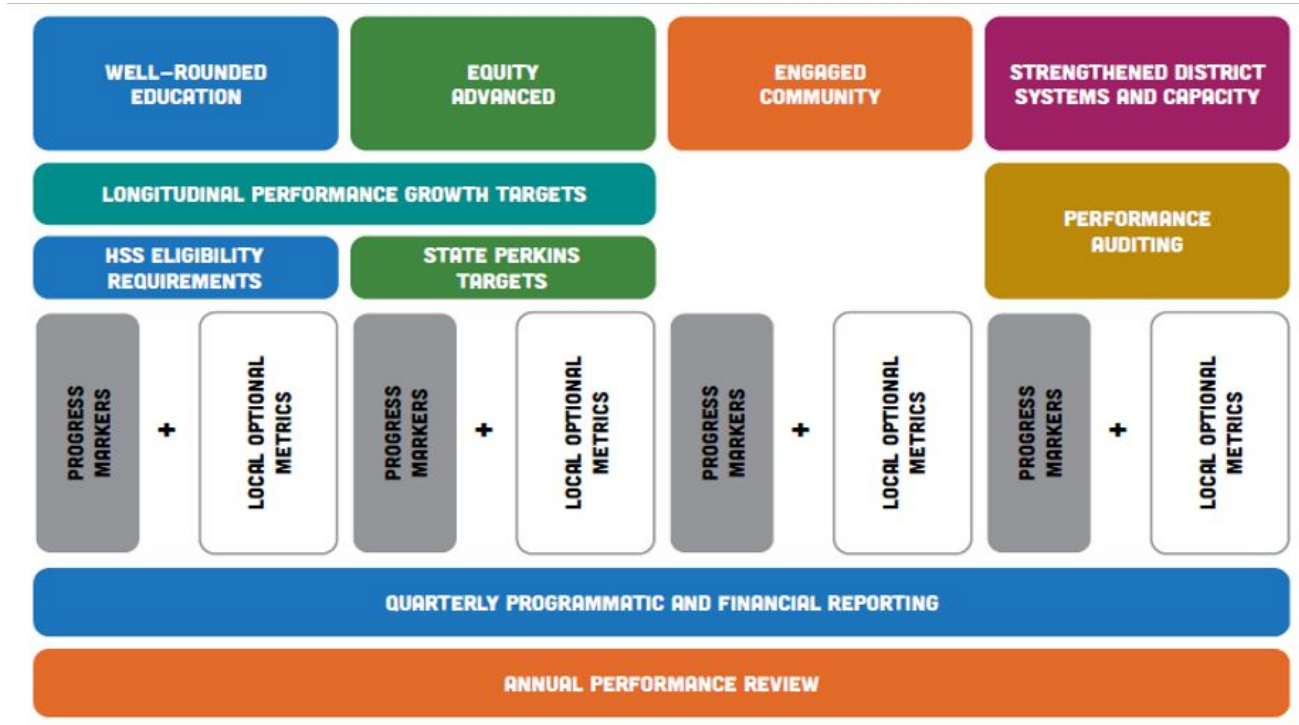 WELL-ROUNDED
EDUCATION
EQUITY
ADVANCED
ENGAGED
COMMUNITY
STRENGTHENED DISTRICT
SYSTEMS AND CAPACITY
LONGITUDINAL PERFORMANCE GROWTH TARGETS
PERFORMANCE
AUDITING
HSS ELIGIBILITY
REQUIREMENTS
STATE PERKINS
TARGETS
PROGRESS
MARKERS
+
LOCAL OPTIONAL
METRICS
PROGRESS
MARKERS
+
LOCAL OPTIONAL
METRICS
PROGRESS
MARKERS
+
LOCAL OPTIONAL
METRICS
PROGRESS
MARKERS
+
LOCAL OPTIONAL
METRICS
QUARTERLY PROGRAMMATIC AND FINANCIAL REPORTING
ANNUAL PERFORMANCE REVIEW